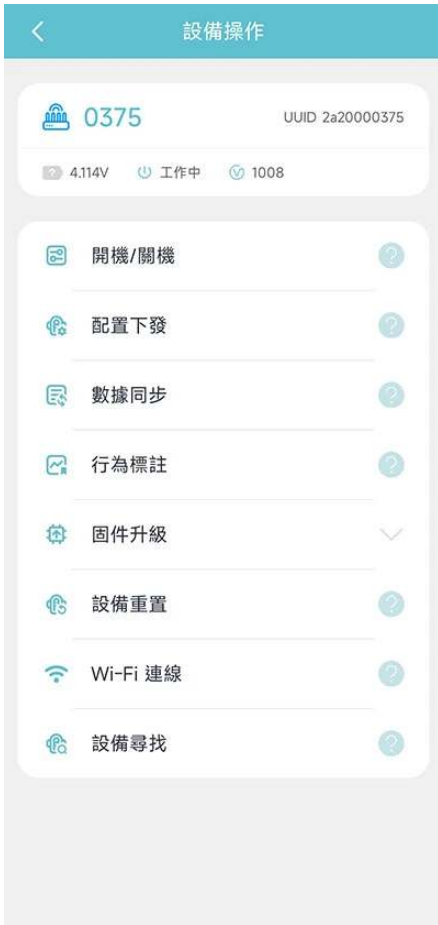 設備操作
0375 UUID 2a20000375
4.114V 工作中 1008
開機/關機
配置下發
數據同步
行為標註
固件升級
設備重置
Wi-Fi 連線
設備尋找